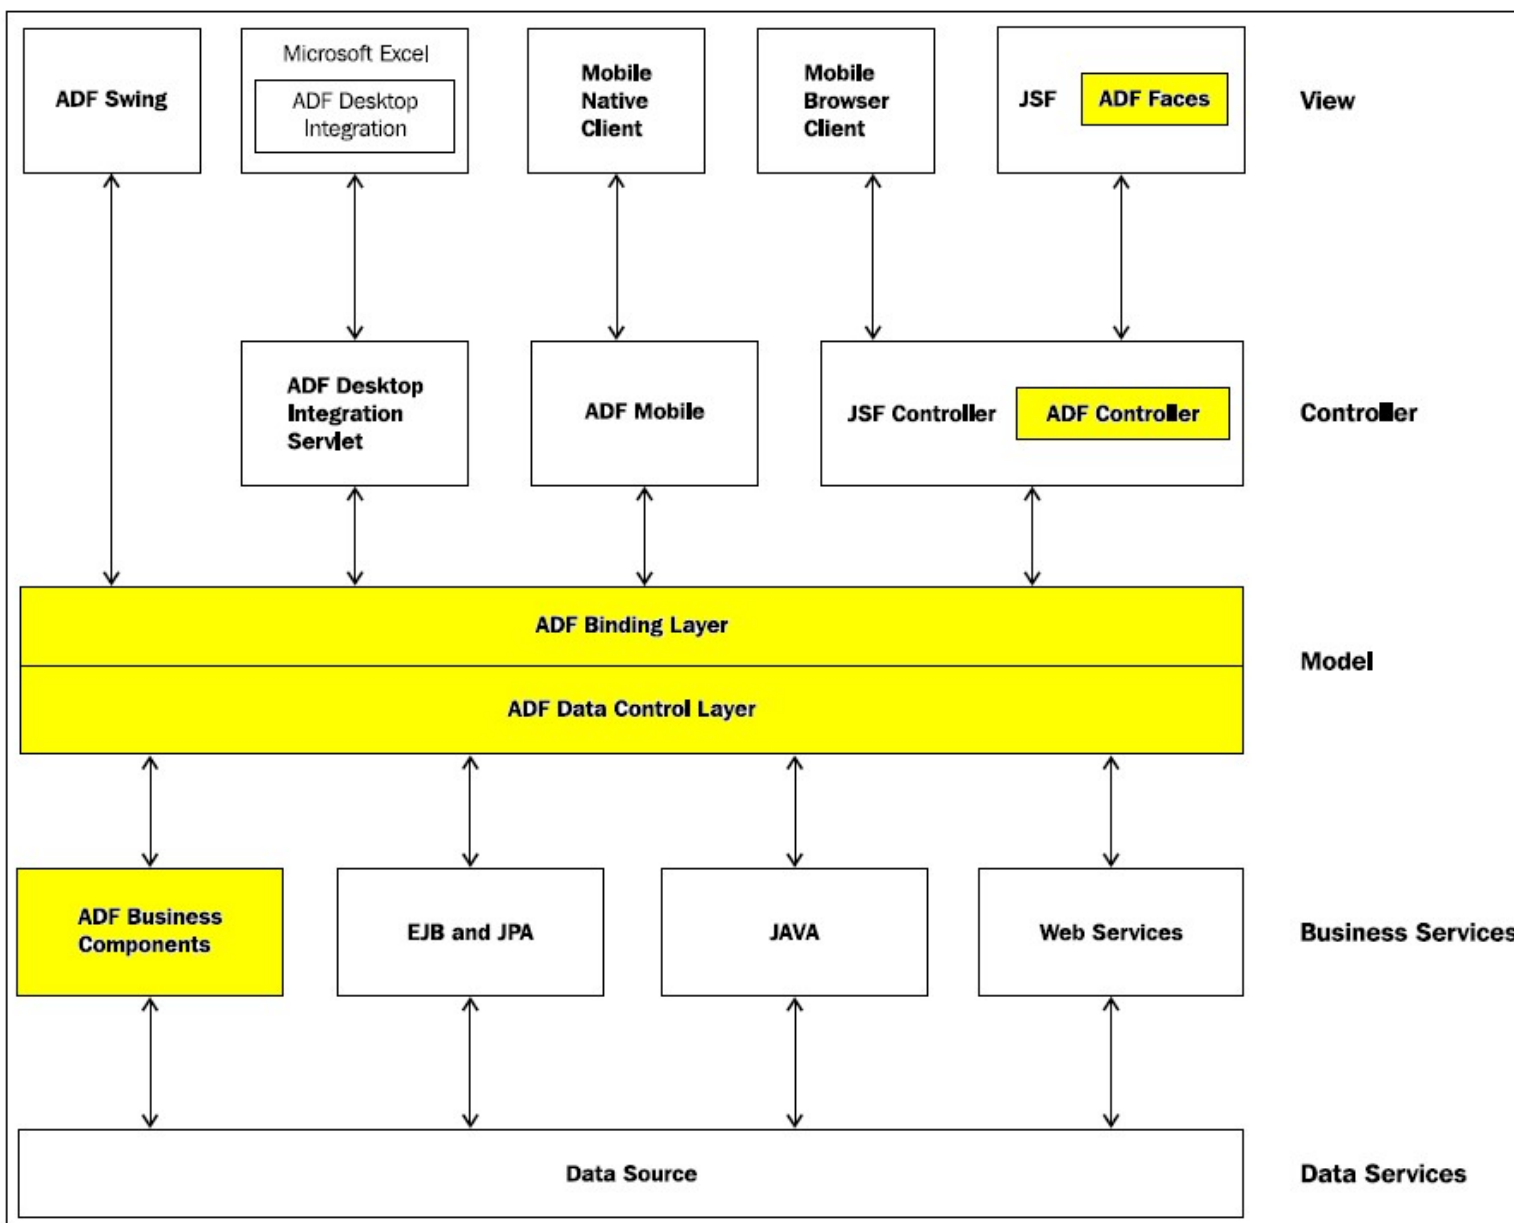 ADF Swing
Microsoft Excel
ADF Desktop
Integration
Mobile
Native
Client
Mobile
Browser
Client
JSF
ADF Faces
View
ADF Desktop
Integration
Servlet
ADF Mobile
JSF Controller
ADF Controller
Controller
ADF Binding Layer
ADF Data Control Layer
Model
ADF Business
Components
EJB and JPA
JAVA
Web Services
Business Services
Data Source
Data Services